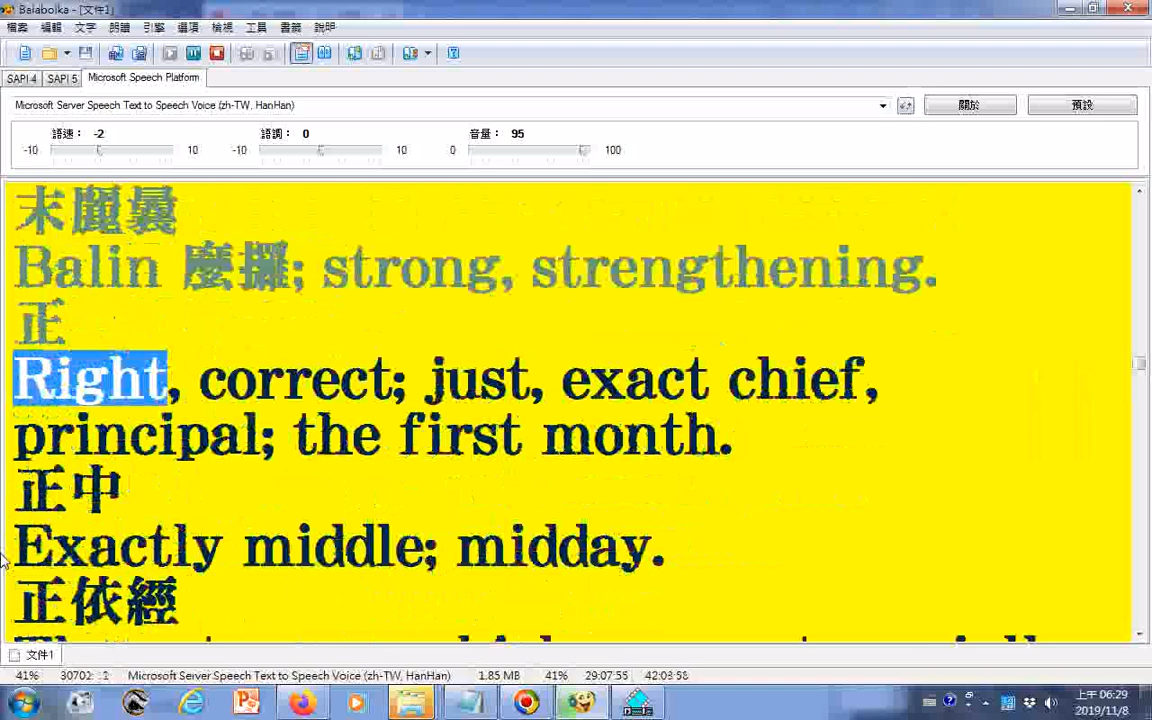 Balabolka - [文件1]
檔案 編輯 文字 朗讀 引擎 選項 檢視 工具 書籤 說明
SAPI 4 SAPI 5 Microsoft Speech Platform
Microsoft Server Speech Text to Speech Voice (zh-TW, HanHan) 關於 預設
語速： -2 語調： 0 音量： 95
-10 10 -10 10 0 100
末麗曩
Balin 麼攞; strong, strengthening.
正
Right, correct; just, exact chief,
principal; the first month.
正中
Exactly middle; midday.
正依經
文件1
41% 30702: 2 Microsoft Server Speech Text to Speech Voice (zh-TW, HanHan) 1.85 MB 41% 29:07:55 42:03:58
上午 06:29
2019/11/8